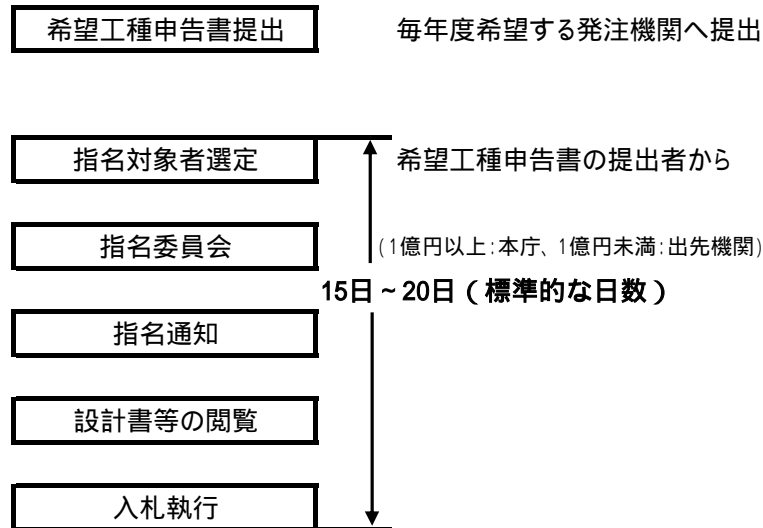 希望工種申告書提出 毎年度希望する発注機関へ提出
指名対象者選定 希望工種申告書の提出者から
指名委員会 (1億円以上:本庁、1億円未満:出先機関)
15日~20日(標準的な日数)
指名通知
設計書等の閲覧
入札執行